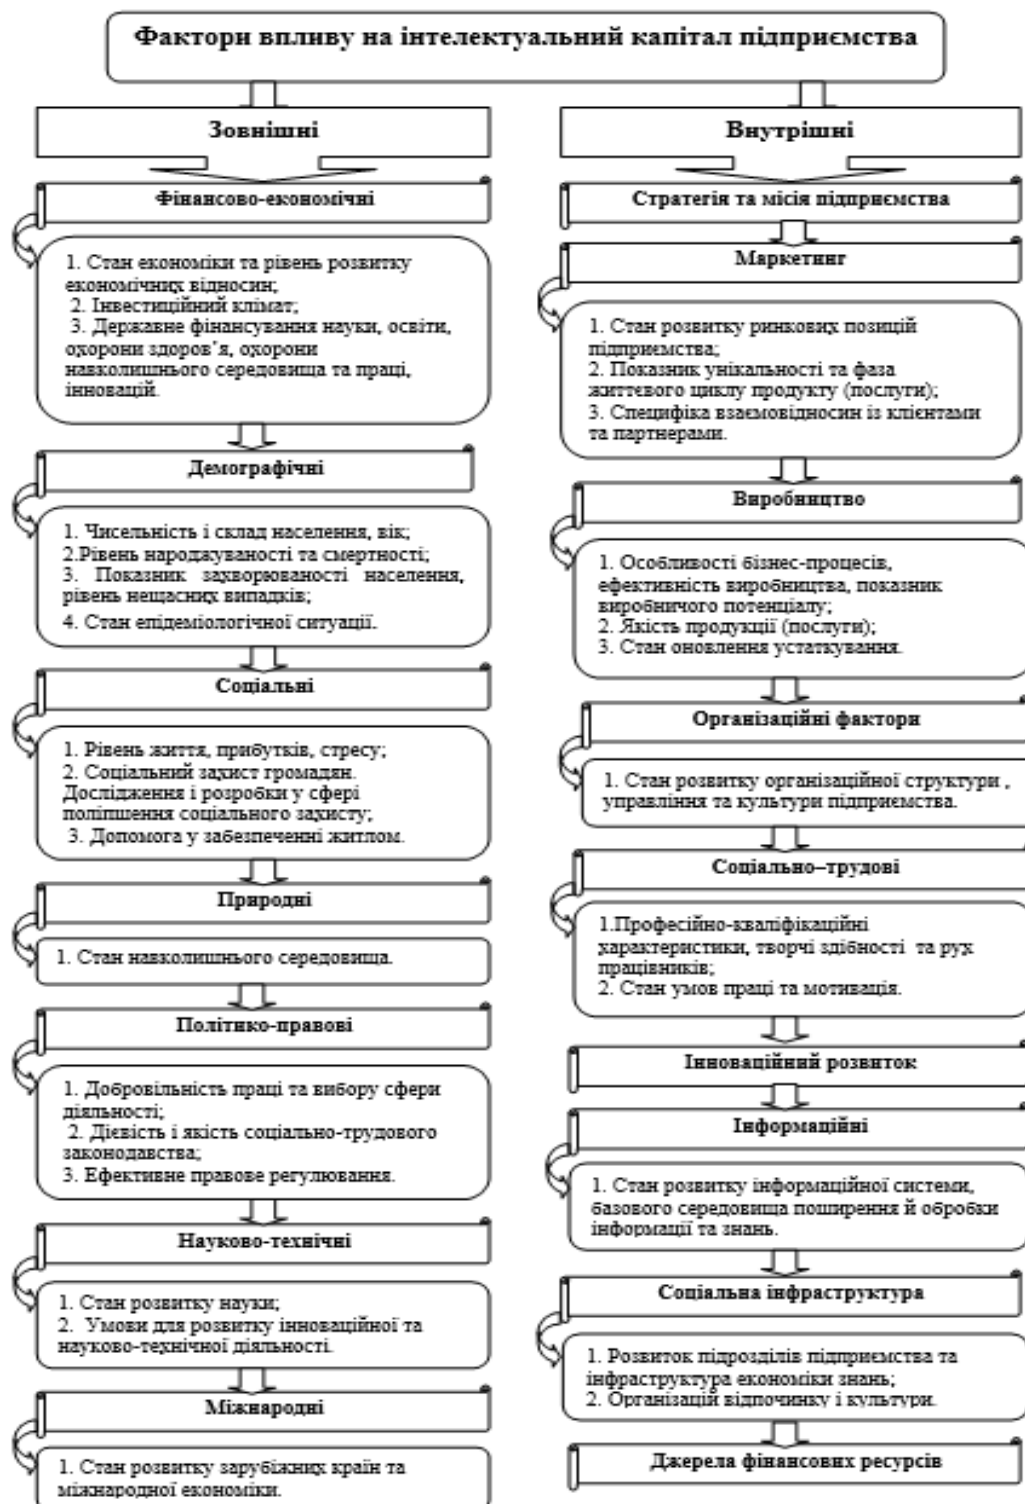 Фактори впливу на інтелектуальний капітал підприємства
Зовнішні
Фінансово-економічні
1. Стан економіки та рівень розвитку
економічних відносин;
2. Інвестиційний клімат;
3. Державне фінансування науки, освіти,
охорони здоров’я, охорони
навколишнього середовища та праці,
інновацій.
Демографічні
1. Чисельність і склад населення, вік;
2.Рівень народжуваності та смертності;
3. Показник захворюваності населення,
рівень нещасних випадків;
4. Стан епідеміологічної ситуації.
Соціальні
1. Рівень життя, прибутків, стресу;
2. Соціальний захист громадян.
Дослідження і розробки у сфері
поліпшення соціального захисту;
3. Допомога у забезпеченні житлом.
Природні
1. Стан навколишнього середовища.
Політико-правові
1. Добровільність праці та вибору сфери
діяльності;
2. Дієвість і якість соціально-трудового
законодавства;
3. Ефективне правове регулювання.
Науково-технічні
1. Стан розвитку науки;
2. Умови для розвитку інноваційної та
науково-технічної діяльності.
Міжнародні
1. Стан розвитку зарубіжних країн та
міжнародної економіки.
Внутрішні
Стратегія та місія підприємства
Маркетинг
1. Стан розвитку ринкових позицій
підприємства;
2. Показник унікальності та фаза
життєвого циклу продукту (послуги);
3. Специфіка взаємовідносин із клієнтами
та партнерами.
Виробництво
1. Особливості бізнес-процесів,
ефективність виробництва, показник
виробничого потенціалу;
2. Якість продукції (послуги);
3. Стан оновлення устаткування.
Організаційні фактори
1. Стан розвитку організаційної структури ,
управління та культури підприємства.
Соціально–трудові
1.Професійно-кваліфікаційні
характеристики, творчі здібності та рух
працівників;
2. Стан умов праці та мотивація.
Інноваційний розвиток
Інформаційні
1. Стан розвитку інформаційної системи,
базового середовища поширення й обробки
інформації та знань.
Соціальна інфраструктура
1. Розвиток підрозділів підприємства та
інфраструктура економіки знань;
2. Організацій відпочинку і культури.
Джерела фінансових ресурсів